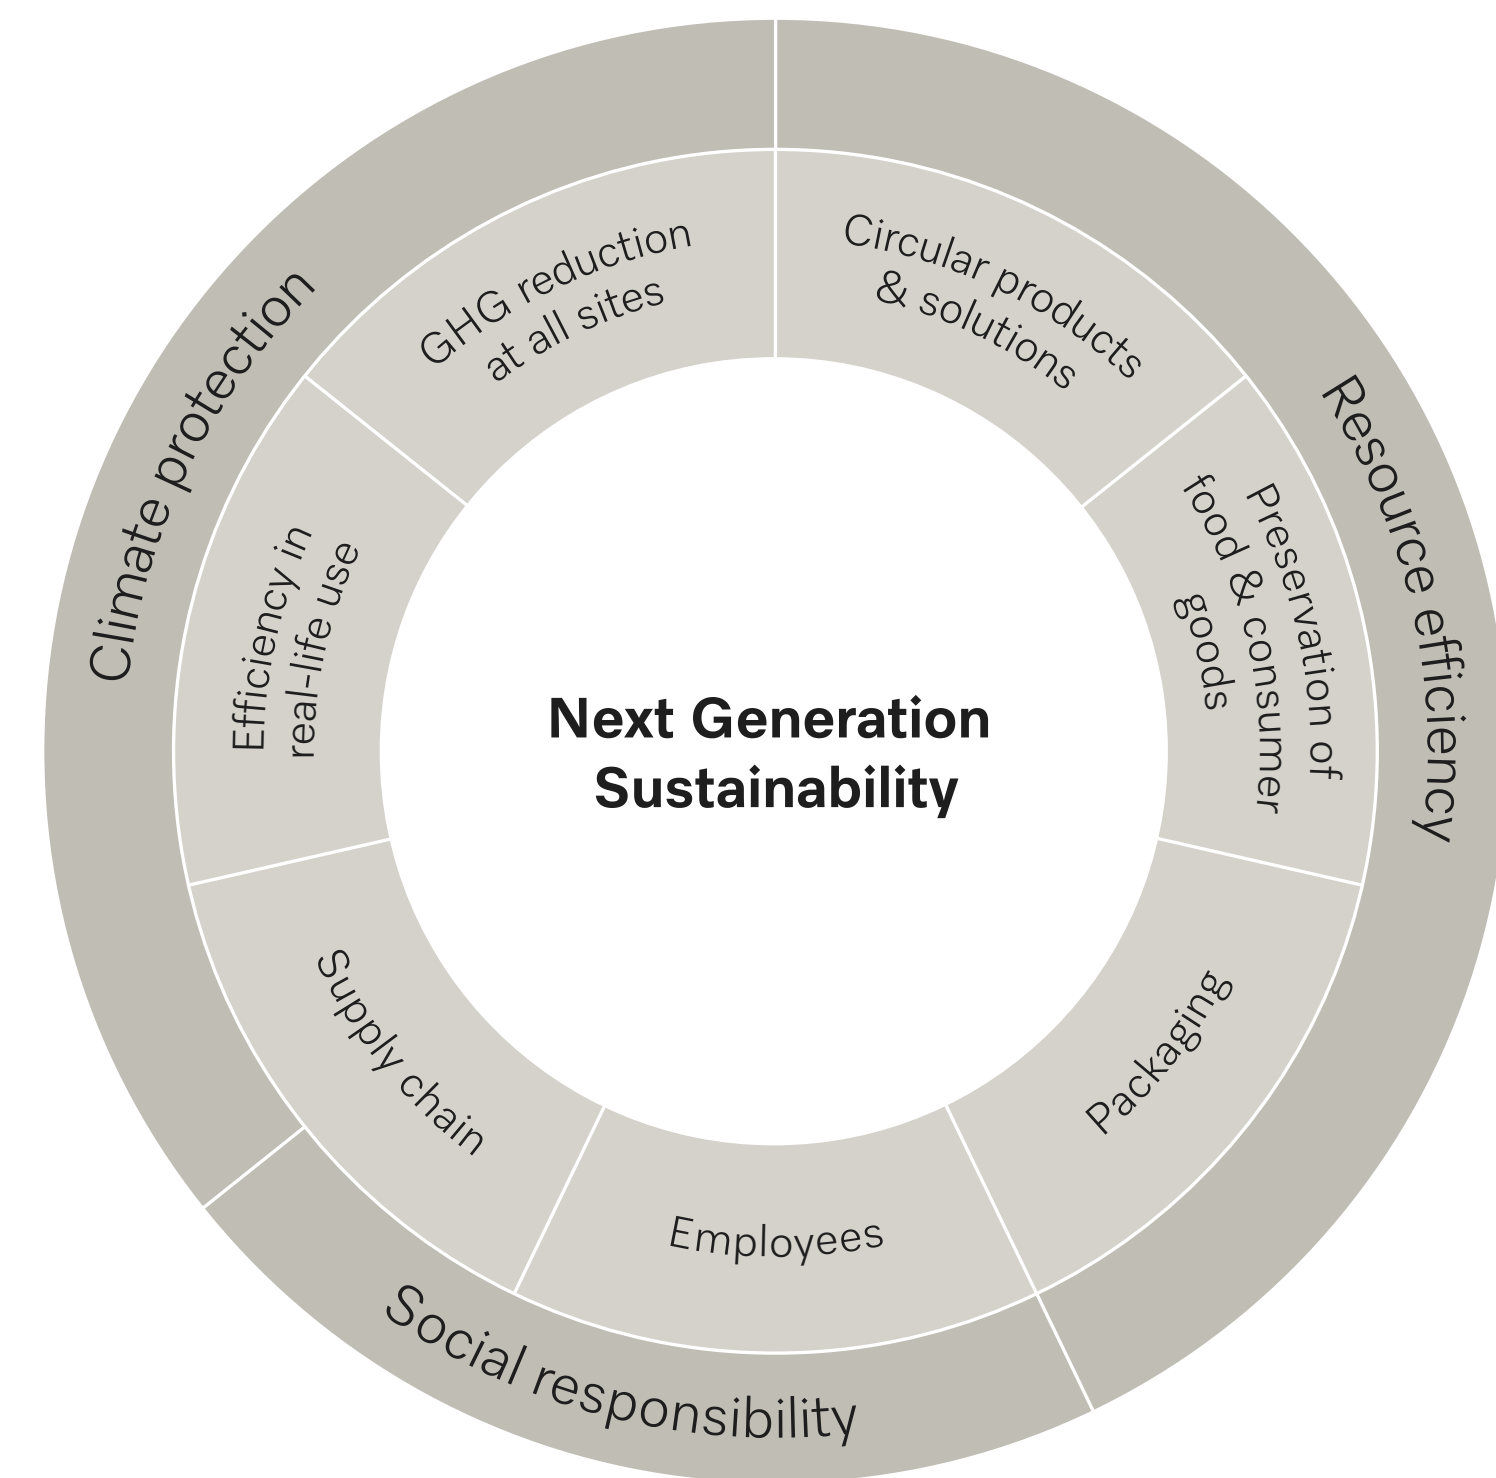 Climate protection
Resource efficiency
Social responsibility
GHG reduction
at all sites
Circular products
& solutions
Preservation of
food & consumer
goods
Packaging
Employees
Supply chain
Efficiency in
real-life use
Next Generation
Sustainability